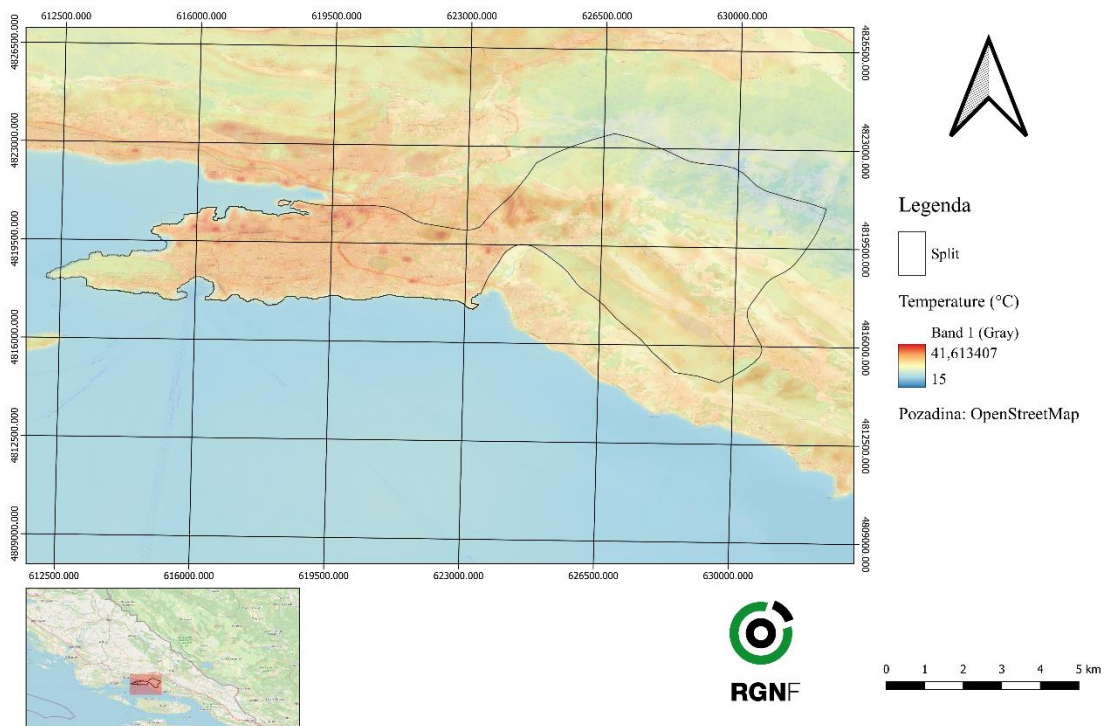 612500.000 616000.000 619500.000 623000.000 626500.000 630000.000
4826500.000 4826500.000
4823000.000 4823000.000
4819500.000 4819500.000
4816000.000 4816000.000
4812500.000 4812500.000
4809000.000 4809000.000
612500.000 616000.000 619500.000 623000.000 626500.000 630000.000
Legenda
Split
Temperature (°C)
Band 1 (Gray)
41,613407
15
Pozadina: OpenStreetMap
RGNF
0 1 2 3 4 5 km